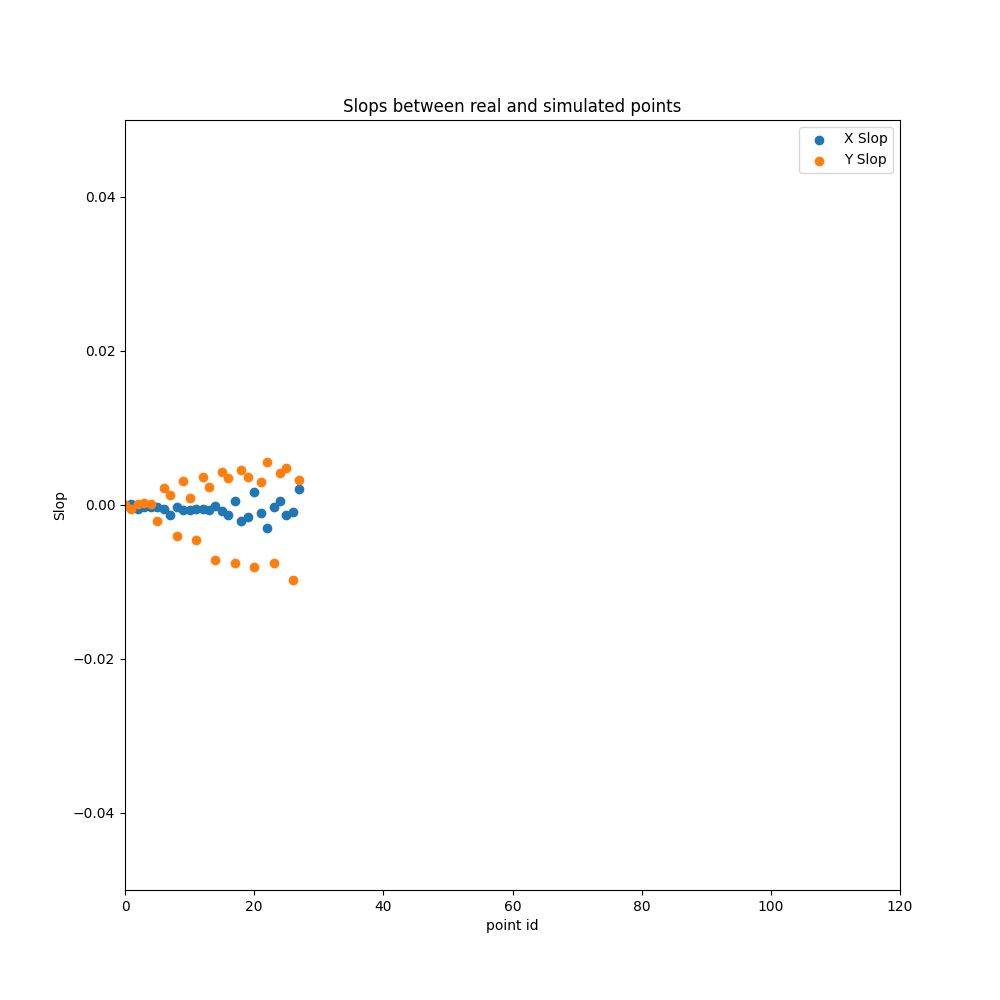 Slops between real and simulated points
X Slop
Y Slop
0.04
0.02
0.00
−0.02
−0.04
Slop
0 20 40 60 80 100 120
point id